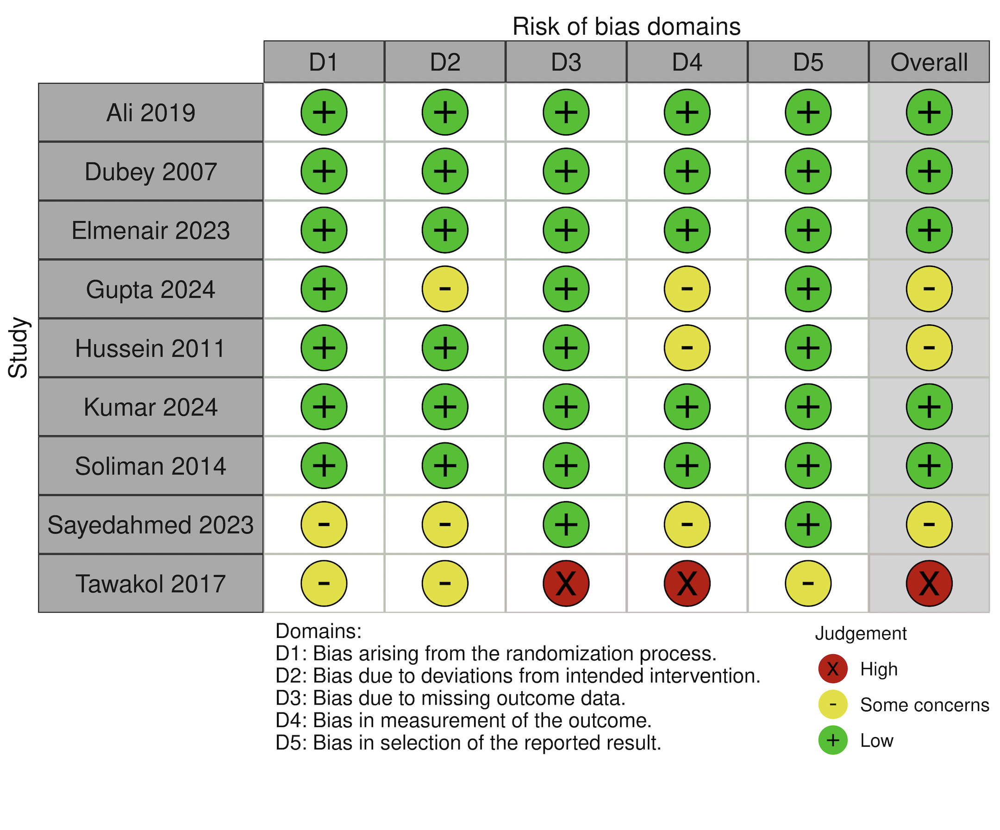 Risk of bias domains
D1 D2 D3 D4 D5 Overall
Study
Ali 2019 + + + + + +
Dubey 2007 + + + + + +
Elmenair 2023 + + + + + +
Gupta 2024 + - + - + -
Hussein 2011 + + + - + -
Kumar 2024 + + + + + +
Soliman 2014 + + + + + +
Sayedahmed 2023 - - + - + -
Tawakol 2017 - - X X - X
Domains:
D1: Bias arising from the randomization process.
D2: Bias due to deviations from intended intervention.
D3: Bias due to missing outcome data.
D4: Bias in measurement of the outcome.
D5: Bias in selection of the reported result.
Judgement
X High
- Some concerns
+ Low